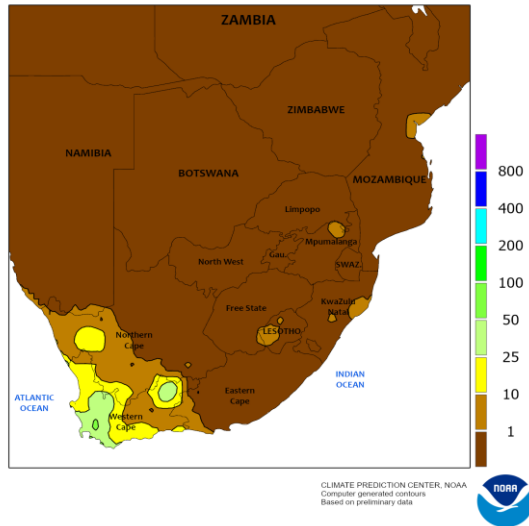 ZAMBIA
ZIMBABWE
NAMIBIA
BOTSWANA
MOZAMBIQUE
Limpopo
Mpumalanga
Gau.
North West
SWAZ.
Free State
KwaZulu
Natal
LESOTHO
Northern
Cape
Eastern
Cape
Western
Cape
ATLANTIC
OCEAN
INDIAN
OCEAN
800
400
200
100
50
25
10
1
CLIMATE PREDICTION CENTER, NOAA
Computer generated contours
Based on preliminary data
NOAA